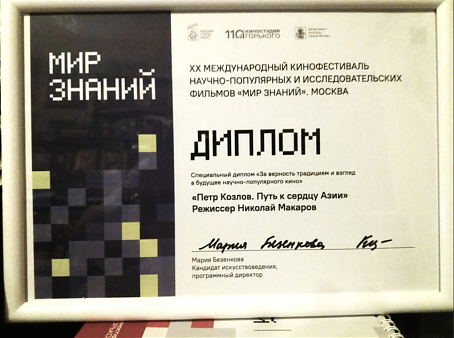 МИР
ЗНАНИЙ
110 КИНОСТУДИЯ
ГОРЬКОГО
XX МЕЖДУНАРОДНЫЙ КИНОФЕСТИВАЛЬ
НАУЧНО-ПОПУЛЯРНЫХ И ИССЛЕДОВАТЕЛЬСКИХ
ФИЛЬМОВ «МИР ЗНАНИЙ», МОСКВА
ДИПЛОМ
Специальный диплом «За верность традициям и взгляд
в будущее научно-популярного кино»
«Петр Козлов. Путь к сердцу Азии»
Режиссер Николай Макаров
Мария Безенкова
Мария Безенкова
Кандидат искусствоведения,
программный директор